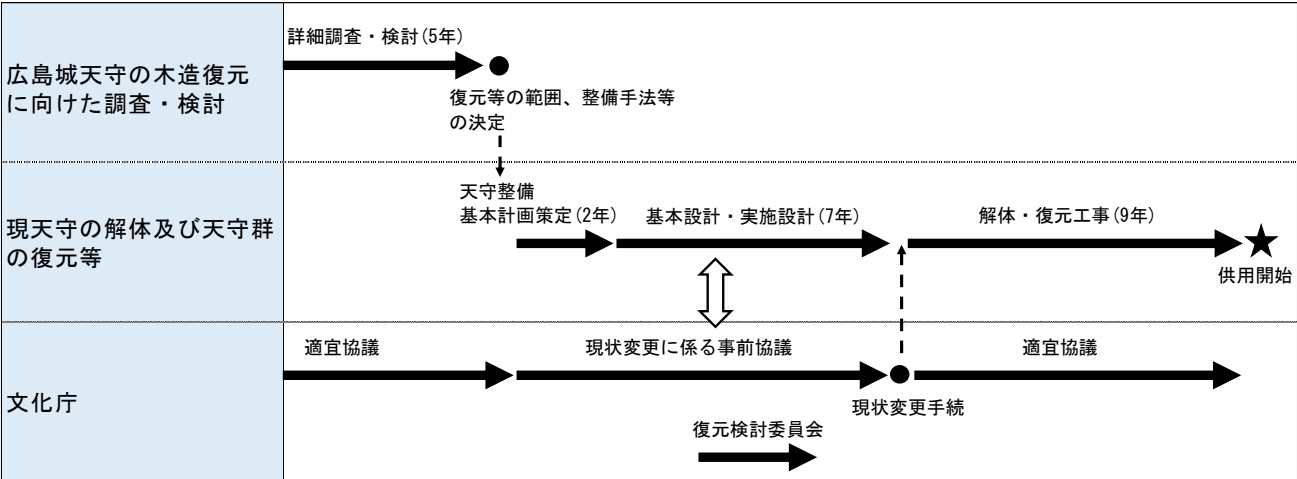 広島城天守の木造復元
に向けた調査・検討
詳細調査・検討(5年)
復元等の範囲、整備手法等
の決定
現天守の解体及び天守群
の復元等
天守整備
基本計画策定(2年)
基本設計・実施設計(7年)
解体・復元工事(9年)
供用開始
文化庁
適宜協議
現状変更に係る事前協議
適宜協議
現状変更手続
復元検討委員会